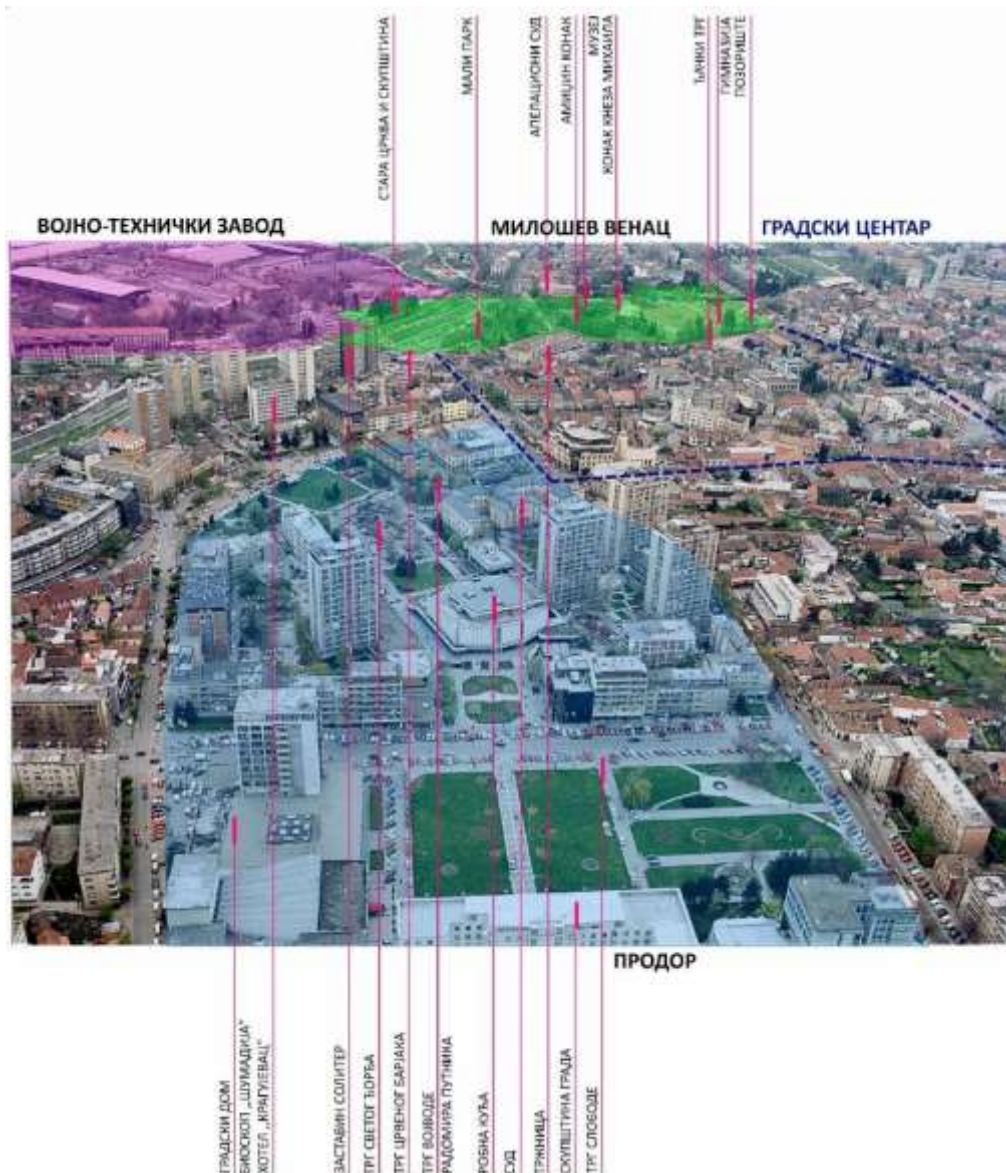 СТАРА ЦРКВА И СКУПШТИНА
МАЛИ ПАРК
АПЕЛАЦИОНИ СУД
АМИЏИН КОНАК
МУЗЕЈ
КОНАК КНЕЗА МИХАИЛА
ЂАЧКИ ТРГ
ГИМНАЗИЈА
ПОЗОРИШТЕ
ВОЈНО-ТЕХНИЧКИ ЗАВОД
МИЛОШЕВ ВЕНАЦ
ГРАДСКИ ЦЕНТАР
ПРОДОР
ГРАДСКИ ДОМ
БИОСКОП „ШУМАДИЈА“
ХОТЕЛ „КРАГУЈЕВАЦ“
ЗАСТАВИН СОЛИТЕР
ТРГ СВЕТОГ ЂОРЂА
ТРГ ЦРВЕНОГ БАРЈАКА
ТРГ ВОЈВОДЕ
РАДОМИРА ПУТНИКА
РОБНА КУЋА
СУД
ТРЖНИЦА
СКУПШТИНА ГРАДА
ТРГ СЛОБОДЕ